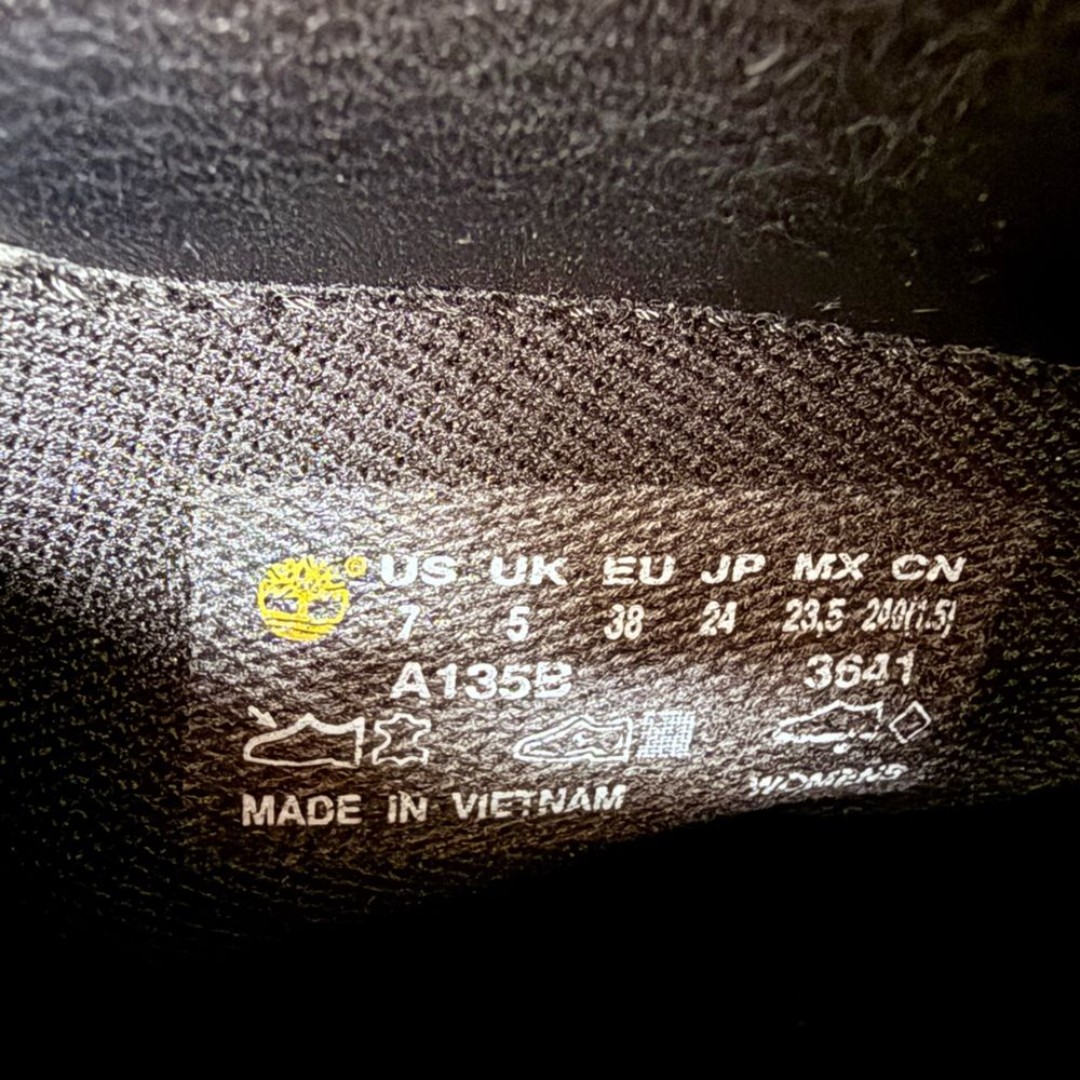 ® US UK EU JP MX CN
7 5 38 24 23,5 240(1.5)
A135B 3641
MADE IN VIETNAM WOMENS